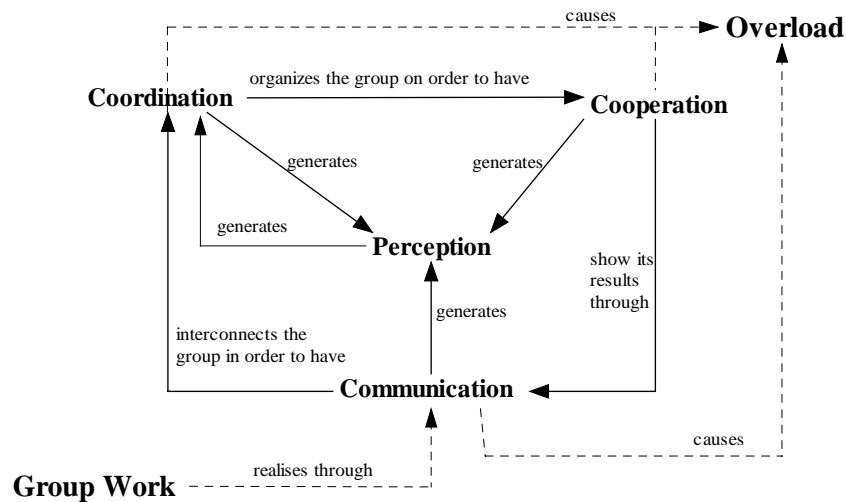 causes
Overload
organizes the group on order to have
Coordination
Cooperation
generates
generates
generates
Perception
show its
results
through
generates
interconnects the
group in order to have
Communication
causes
realises through
Group Work